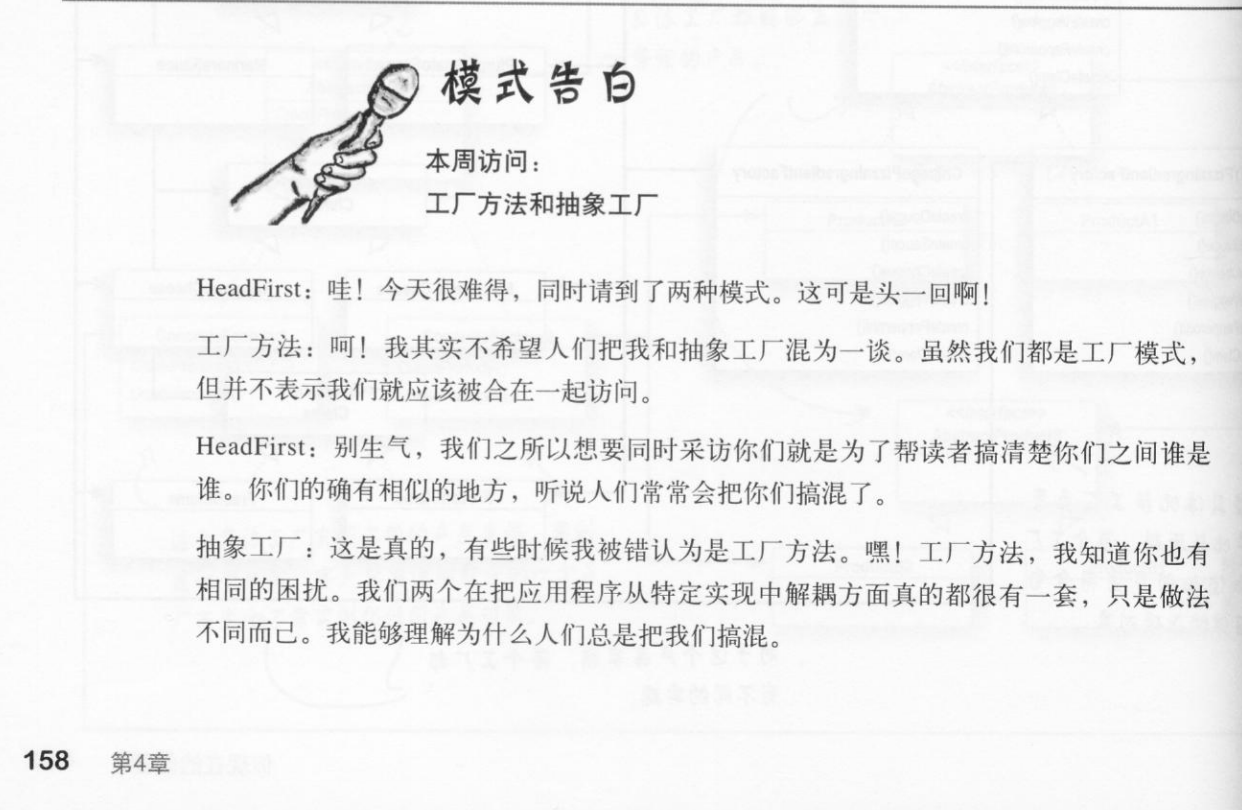 模式告白
本周访问：
工厂方法和抽象工厂
HeadFirst：哇！今天很难得，同时请到了两种模式。这可是头一回啊！
工厂方法：呵！我其实不希望人们把我和抽象工厂混为一谈。虽然我们都是工厂模式，
但并不表示我们就应该被合在一起访问。
HeadFirst：别生气，我们之所以想要同时采访你们就是为了帮读者搞清楚你们之间谁是
谁。你们的确有相似的地方，听说人们常常会把你们搞混了。
抽象工厂：这是真的，有些时候我被错认为是工厂方法。嘿！工厂方法，我知道你也有
相同的困扰。我们两个在把应用程序从特定实现中解耦方面真的都很有一套，只是做法
不同而已。我能够理解为什么人们总是把我们搞混。
158 第4章